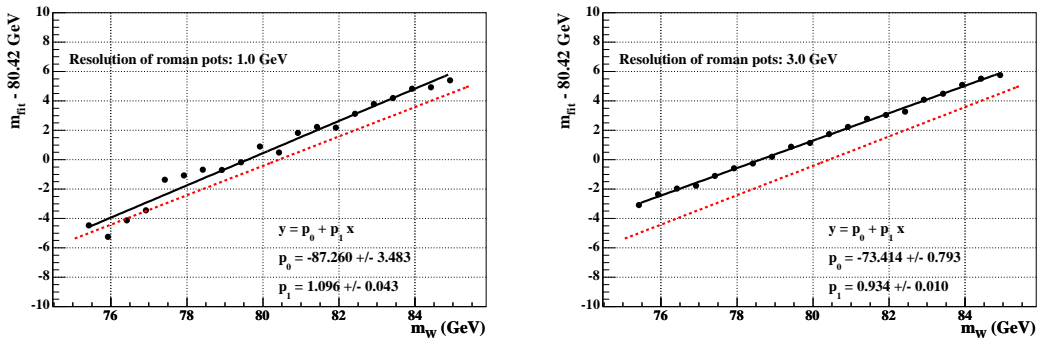 m_fit - 80.42 GeV
10
8
6
4
2
0
-2
-4
-6
-8
-10
Resolution of roman pots: 1.0 GeV
y = p_0 + p_1 x
p_0 = -87.260 +/- 3.483
p_1 = 1.096 +/- 0.043
76 78 80 82 84
m_W (GeV)
m_fit - 80.42 GeV
10
8
6
4
2
0
-2
-4
-6
-8
-10
Resolution of roman pots: 3.0 GeV
y = p_0 + p_1 x
p_0 = -73.414 +/- 0.793
p_1 = 0.934 +/- 0.010
76 78 80 82 84
m_W (GeV)